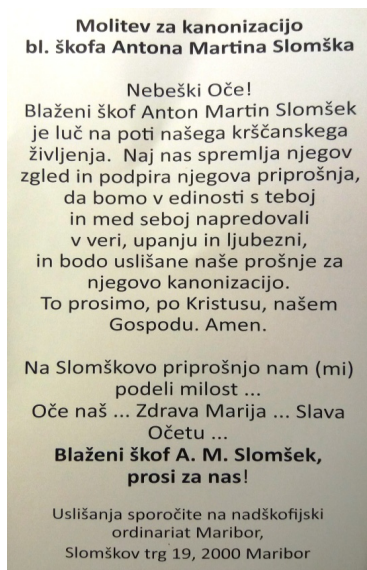 Molitev za kanonizacijo
bl. škofa Antona Martina Slomška
Nebeški Oče!
Blaženi škof Anton Martin Slomšek
je luč na poti našega krščanskega
življenja. Naj nas spremlja njegov
zgled in podpira njegova priprošnja,
da bomo v edinosti s teboj
in med seboj napredovali
v veri, upanju in ljubezni,
in bodo uslišane naše prošnje za
njegovo kanonizacijo.
To prosimo, po Kristusu, našem
Gospodu. Amen.
Na Slomškovo priprošnjo nam (mi)
podeli milost ...
Oče naš ... Zdrava Marija ... Slava
Očetu ...
Blaženi škof A. M. Slomšek,
prosi za nas!
Uslišanja sporočite na nadškofijski
ordinariat Maribor,
Slomškov trg 19, 2000 Maribor